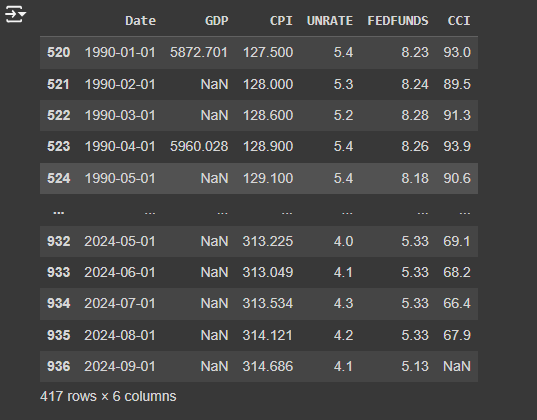 Date GDP CPI UNRATE FEDFUNDS CCI
520 1990-01-01 5872.701 127.500 5.4 8.23 93.0
521 1990-02-01 NaN 128.000 5.3 8.24 89.5
522 1990-03-01 NaN 128.600 5.2 8.28 91.3
523 1990-04-01 5960.028 128.900 5.4 8.26 93.9
524 1990-05-01 NaN 129.100 5.4 8.18 90.6
... ... ... ... ... ... ...
932 2024-05-01 NaN 313.225 4.0 5.33 69.1
933 2024-06-01 NaN 313.049 4.1 5.33 68.2
934 2024-07-01 NaN 313.534 4.3 5.33 66.4
935 2024-08-01 NaN 314.121 4.2 5.33 67.9
936 2024-09-01 NaN 314.686 4.1 5.13 NaN
417 rows × 6 columns